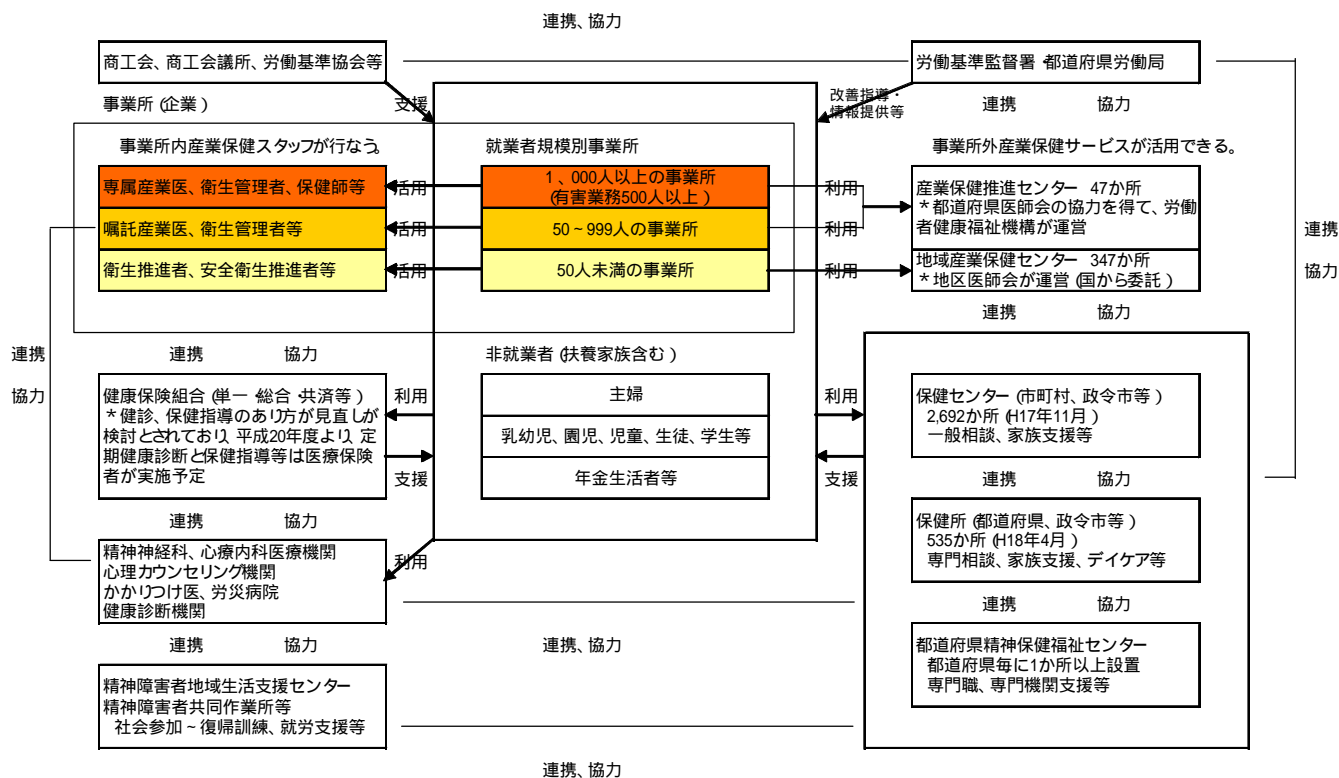 連携、協力
商工会、商工会議所、労働基準協会等
労働基準監督署・都道府県労働局
事業所(企業)
支援
改善指導・
情報提供等
連携 協力
事業所内産業保健スタッフが行なう。
就業者規模別事業所
事業所外産業保健サービスが活用できる。
専属産業医、衛生管理者、保健師等
活用
1、000人以上の事業所
(有害業務500人以上)
利用
産業保健推進センター 47か所
*都道府県医師会の協力を得て、労働
者健康福祉機構が運営
嘱託産業医、衛生管理者等
活用
50~999人の事業所
利用
連携
協力
衛生推進者、安全衛生推進者等
活用
50人未満の事業所
利用
地域産業保健センター 347か所
*地区医師会が運営(国から委託)
連携 協力
連携
協力
連携 協力
非就業者(扶養家族含む)
健康保険組合(単一・総合・共済等)
*健診、保健指導のあり方が見直しが
検討とされており、平成20年度より、定
期健康診断と保健指導等は医療保険
者が実施予定
利用
支援
主婦
乳幼児、園児、児童、生徒、学生等
年金生活者等
利用
支援
保健センター(市町村、政令市等)
2,692か所(H17年11月)
一般相談、家族支援等
連携 協力
連携 協力
保健所(都道府県、政令市等)
535か所(H18年4月)
専門相談、家族支援、デイケア等
精神神経科、心療内科医療機関
心理カウンセリング機関
かかりつけ医、労災病院
健康診断機関
利用
連携 協力
連携 協力
連携、協力
都道府県精神保健福祉センター
都道府県毎に1か所以上設置
専門職、専門機関支援等
精神障害者地域生活支援センター
精神障害者共同作業所等
社会参加~復帰訓練、就労支援等
連携、協力